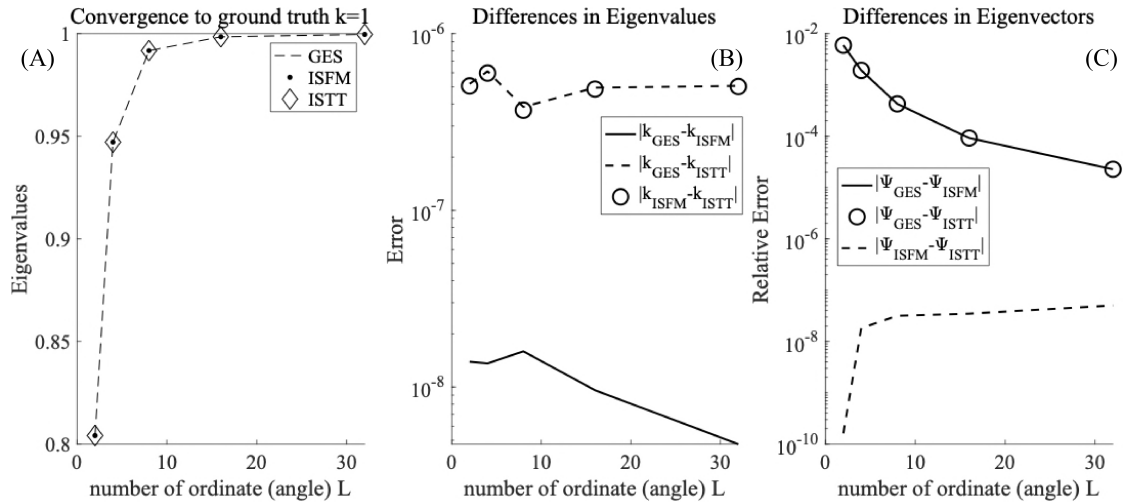 Convergence to ground truth k=1
(A)
1
0.95
0.9
0.85
0.8
Eigenvalues
0
10
20
30
number of ordinate (angle) L
GES
ISFM
ISTT
Differences in Eigenvalues
(B)
10^-6
10^-7
10^-8
Error
0
10
20
30
number of ordinate (angle) L
|k_GES-k_ISFM|
|k_GES-k_ISTT|
|k_ISFM-k_ISTT|
Differences in Eigenvectors
(C)
10^-2
10^-4
10^-6
10^-8
10^-10
Relative Error
0
10
20
30
number of ordinate (angle) L
|Ψ_GES-Ψ_ISFM|
|Ψ_GES-Ψ_ISTT|
|Ψ_ISFM-Ψ_ISTT|